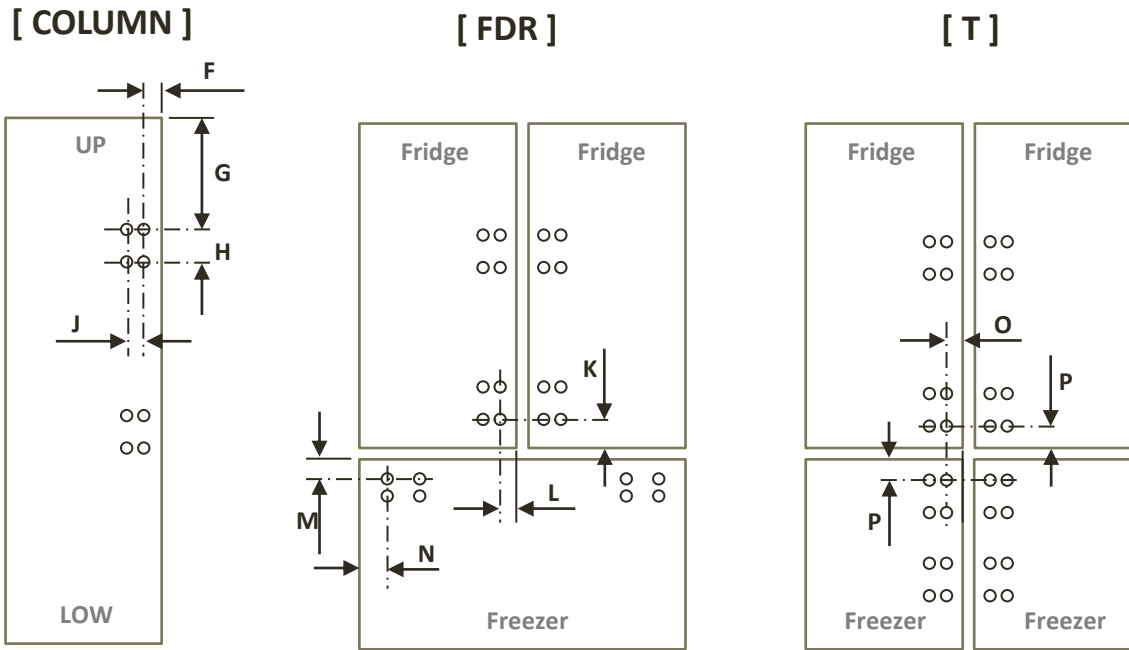 [ COLUMN ]
[ FDR ]
[ T ]
F
UP
G
H
J
LOW
Fridge
Fridge
K
L
M
N
Freezer
Fridge
Fridge
O
P
P
Freezer
Freezer